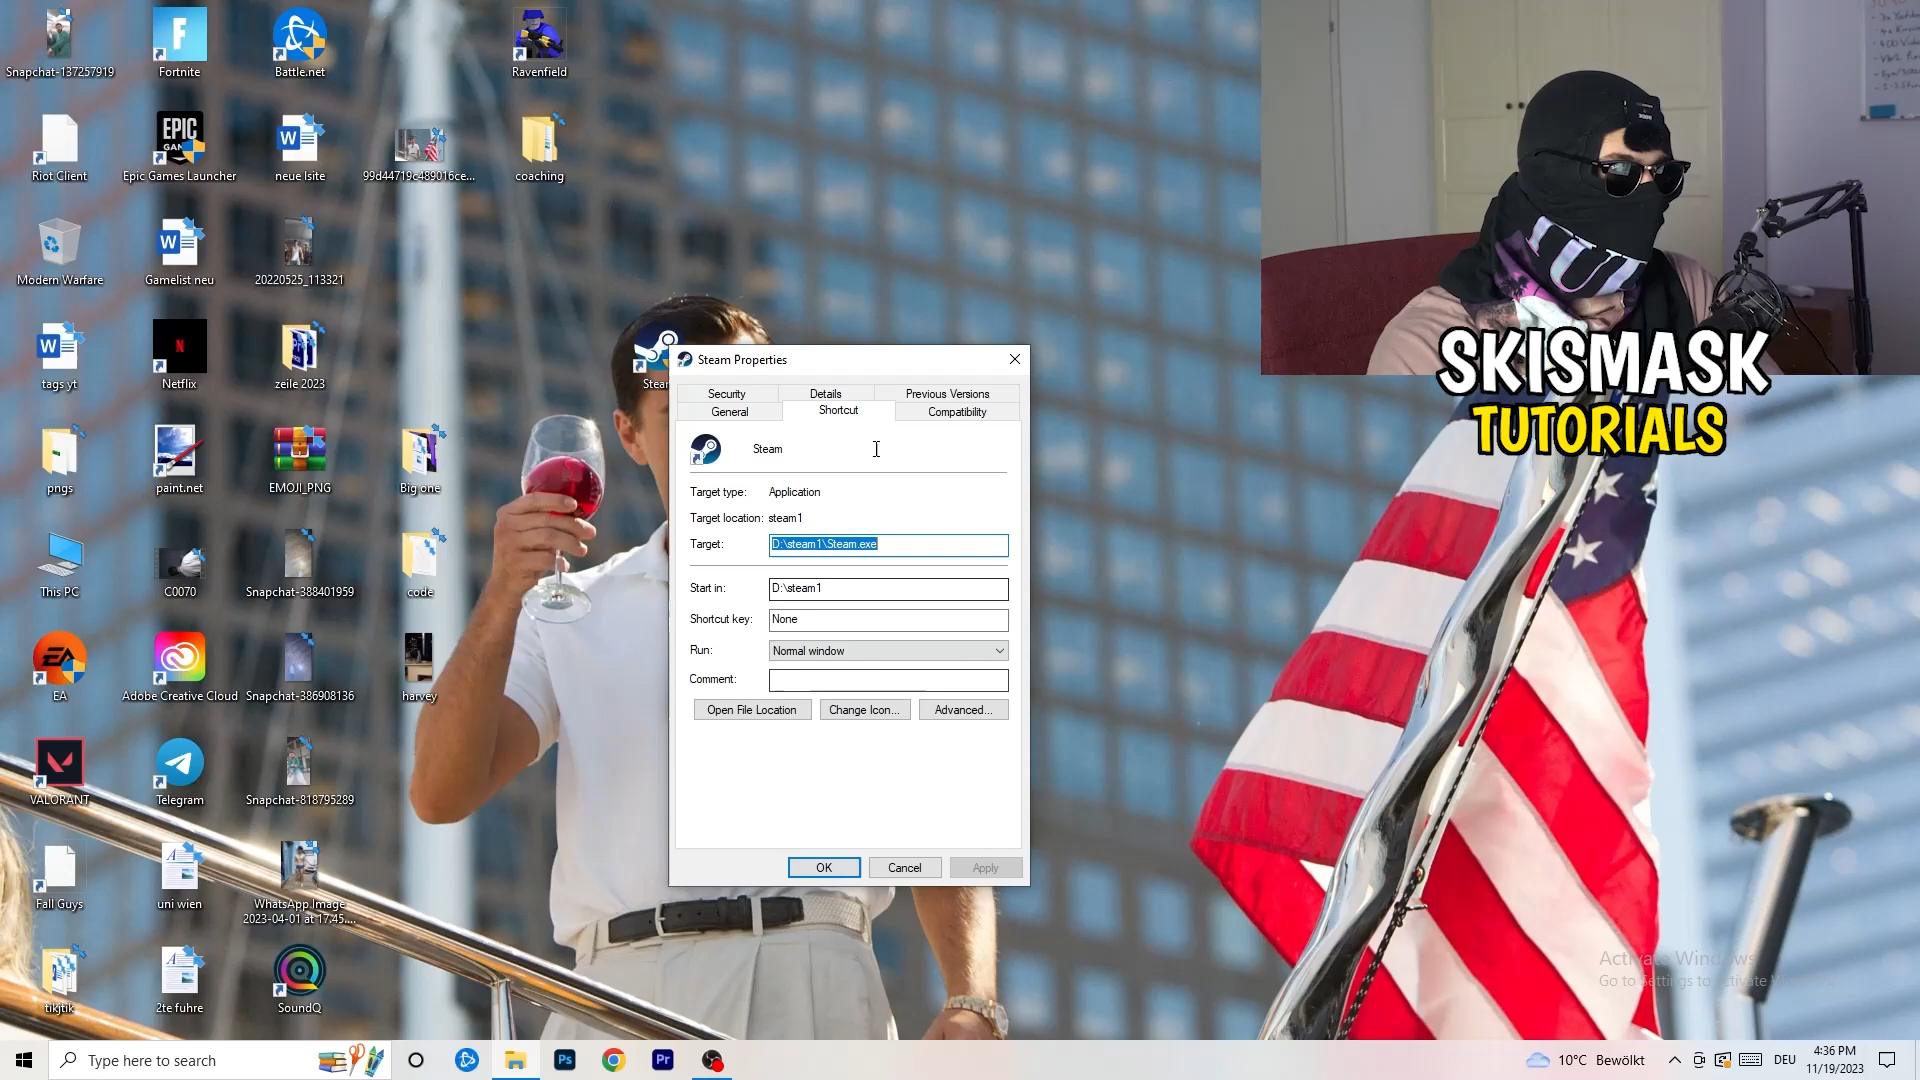 Snapchat-137257919
Fortnite
Battle.net
Ravenfield
Riot Client
EPIC
Epic Games Launcher
neue lsite
99d44719c489016ce...
coaching
Modern Warfare
Gamelist neu
20220525_113321
tags yt
Netflix
zeile 2023
pngs
paint.net
EMOJI_PNG
Big one
This PC
C0070
Snapchat-388401959
code
EA
Adobe Creative Cloud
Snapchat-386908136
harvey
VALORANT
Telegram
Snapchat-818795289
Fall Guys
uni wien
WhatsApp Image
2023-04-01 at 17.45....
tikjtik
2te fuhre
SoundQ
Steam Properties
Security
Details
Previous Versions
General
Shortcut
Compatibility
Steam
Target type:
Application
Target location:
steam1
Target:
D:\steam1\Steam.exe
Start in:
D:\steam1
Shortcut key:
None
Run:
Normal window
Comment:
Open File Location
Change Icon...
Advanced...
OK
Cancel
Apply
SKISMASK
TUTORIALS
Type here to search
Ps
Pr
10°C Bewölkt
DEU
4:36 PM
11/19/2023